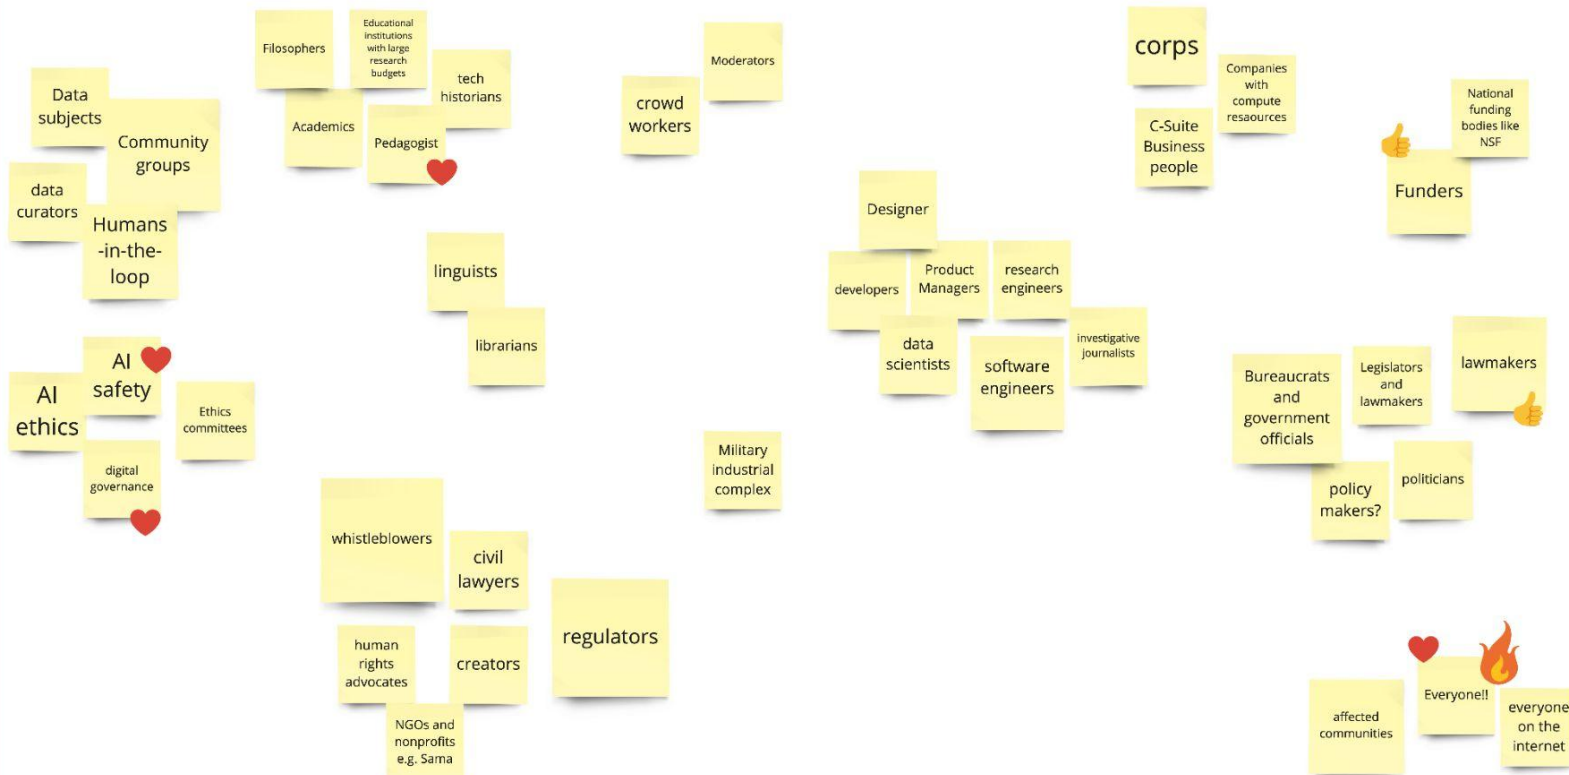 Data
subjects
Community
groups
data
curators
Humans
-in-the-
loop
Filosophers
Educational
institutions
with large
research
budgets
tech
historians
Academics
Pedagogist
Moderators
crowd
workers
corps
Companies
with
compute
resaources
C-Suite
Business
people
National
funding
bodies like
NSF
Funders
linguists
librarians
Designer
developers
Product
Managers
research
engineers
data
scientists
software
engineers
investigative
journalists
AI
safety
AI
ethics
Ethics
committees
digital
governance
Military
industrial
complex
Bureaucrats
and
government
officials
Legislators
and
lawmakers
lawmakers
policy
makers?
politicians
whistleblowers
civil
lawyers
regulators
human
rights
advocates
creators
NGOs and
nonprofits
e.g. Sama
affected
communities
Everyone!!
everyone
on the
internet